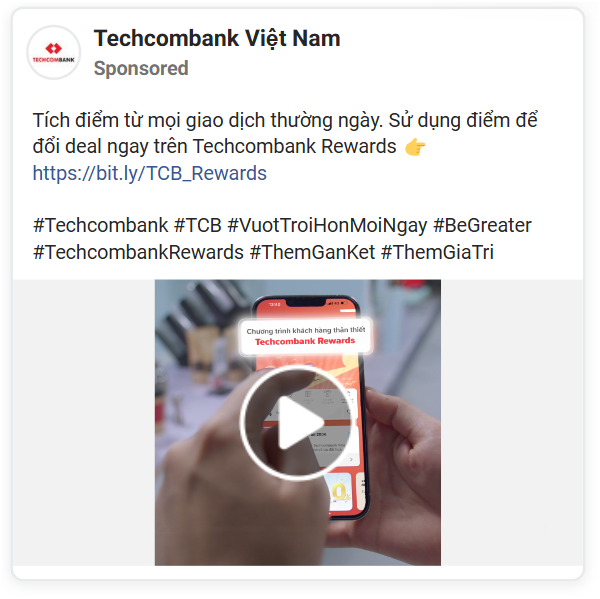 TECHCOMBANK
Techcombank Việt Nam
Sponsored
Tích điểm từ mọi giao dịch thường ngày. Sử dụng điểm để
đổi deal ngay trên Techcombank Rewards 👉
https://bit.ly/TCB_Rewards
#Techcombank #TCB #VuotTroiHonMoiNgay #BeGreater
#TechcombankRewards #ThemGanKet #ThemGiaTri
Chương trình khách hàng thân thiết
Techcombank Rewards